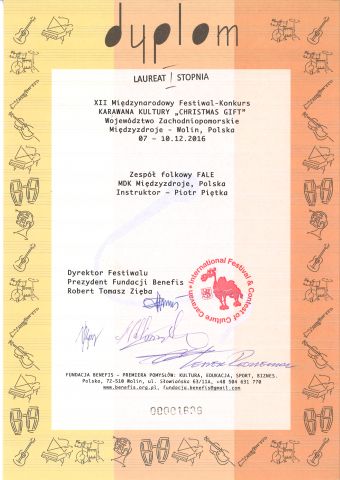 dyplom
LAUREAT I STOPNIA
XII Międzynarodowy Festiwal-Konkurs
KARAWANA KULTURY „CHRISTMAS GIFT"
Województwo Zachodniopomorskie
Międzyzdroje - Wolin, Polska
07 - 10.12.2016
Zespół folkowy FALE
MDK Międzyzdroje, Polska
Instruktor - Piotr Piętka
Dyrektor Festiwalu
Prezydent Fundacji Benefis
Robert Tomasz Zięba
International Festival & Contest of Culture Caravan
FUNDACJA BENEFIS - PREMIERA POMYSŁÓW: KULTURA, EDUKACJA, SPORT, BIZNES.
Polska, 72-510 Wolin, ul. Słowiańska 63/11A, +48 504 631 770
www.benefis.org.pl, fundacja.benefis@gmail.com